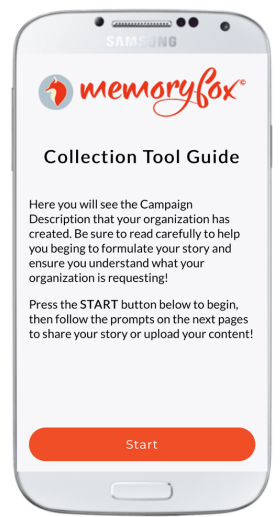 SAMSUNG
memoryfox©
Collection Tool Guide
Here you will see the Campaign
Description that your organization has
created. Be sure to read carefully to help
you beging to formulate your story and
ensure you understand what your
organization is requesting!
Press the START button below to begin,
then follow the prompts on the next pages
to share your story or upload your content!
Start